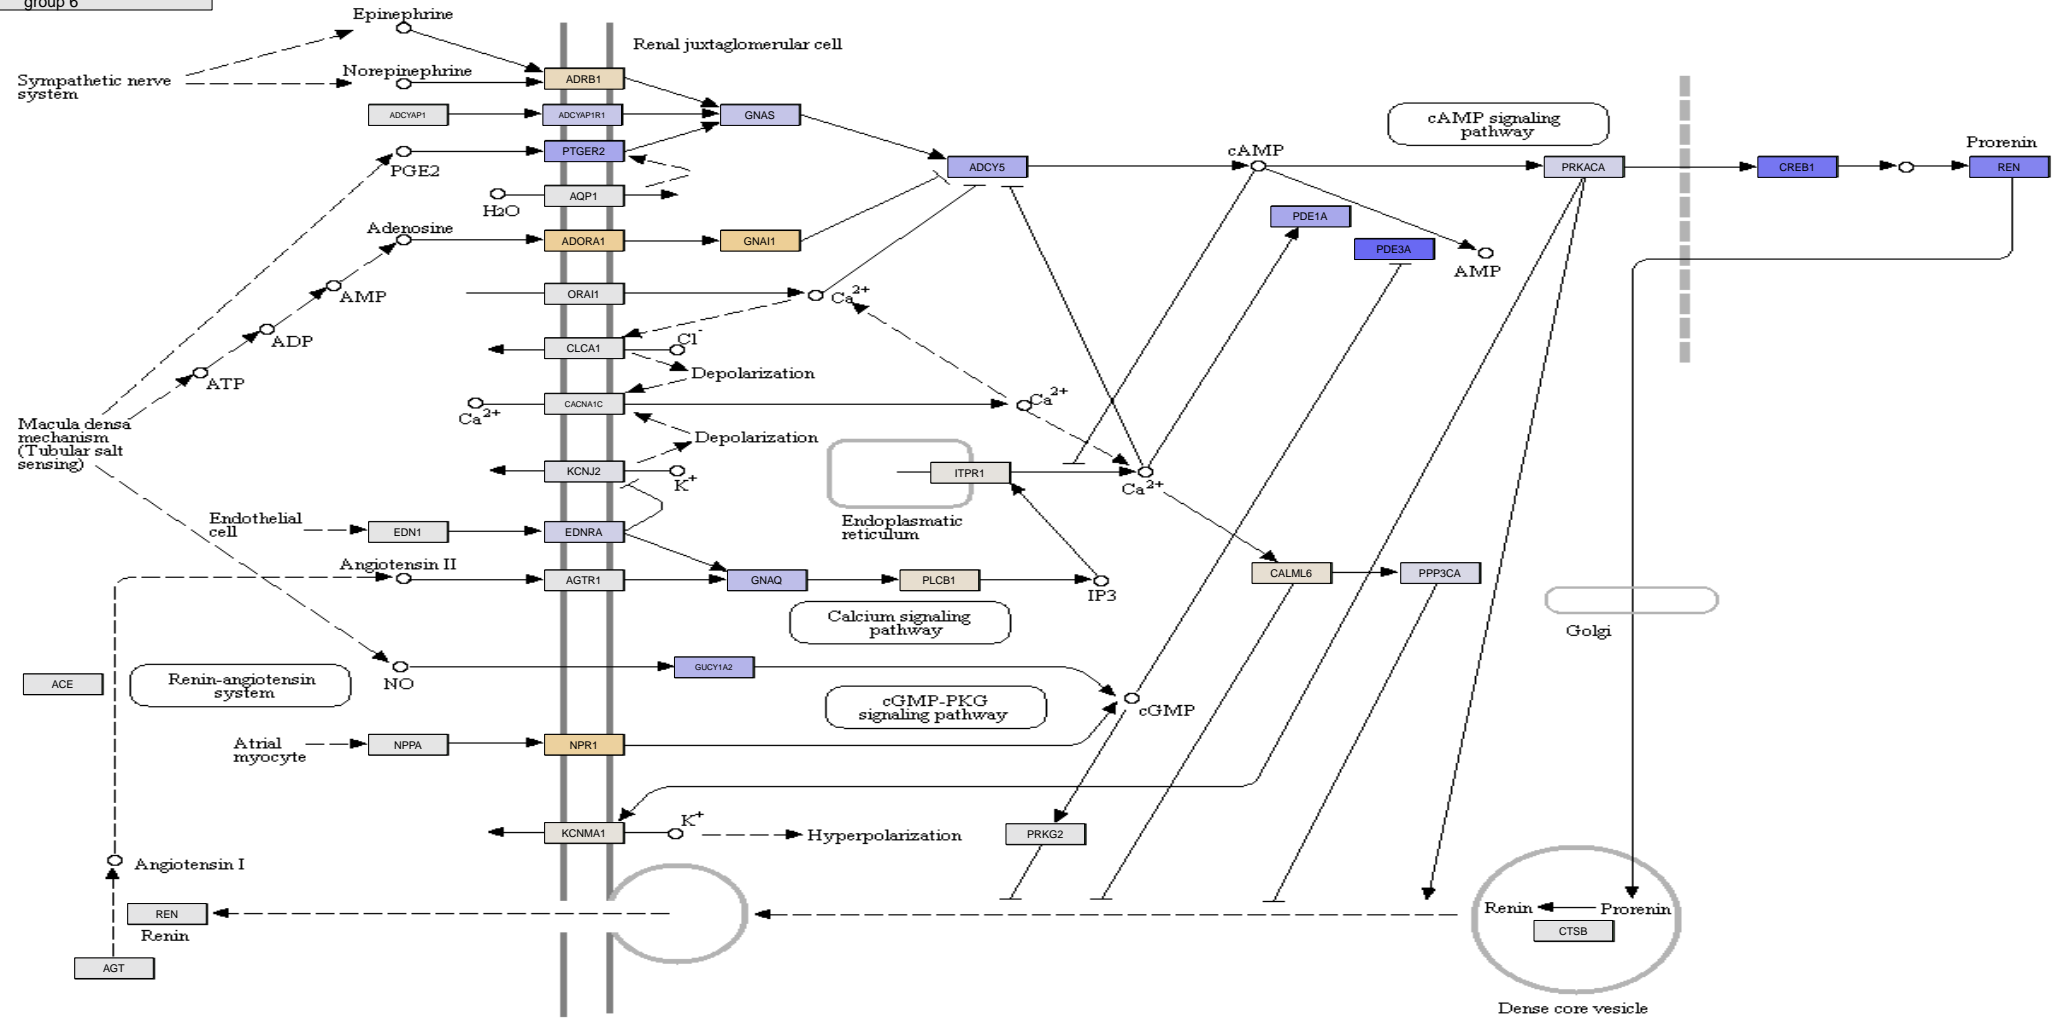 group 6
Epinephrine
Renal juxtaglomerular cell
Sympathetic nerve
system
Norepinephrine
ADRB1
ADCYAP1
ADCYAP1R1
GNAS
cAMP signaling
pathway
PGE2
PTGER2
ADCY5
cAMP
PRKACA
CREB1
Prorenin
REN
H2O
AQP1
PDE1A
Adenosine
ADORA1
GNAI1
PDE3A
AMP
AMP
ORAI1
Ca2+
ADP
CLCA1
Cl-
Depolarization
ATP
Ca2+
CACNA1C
Ca2+
Macula densa
mechanism
(Tubular salt
sensing)
Depolarization
KCNJ2
K+
ITPR1
Ca2+
Endoplasmatic
reticulum
Endothelial
cell
EDN1
EDNRA
Angiotensin II
AGTR1
GNAQ
PLCB1
IP3
CALML6
PPP3CA
Calcium signaling
pathway
Golgi
ACE
Renin-angiotensin
system
NO
GUCY1A2
cGMP-PKG
signaling pathway
cGMP
Atrial
myocyte
NPPA
NPR1
KCNMA1
K+
Hyperpolarization
PRKG2
Angiotensin I
REN
Renin
Renin
Prorenin
CTSB
AGT
Dense core vesicle